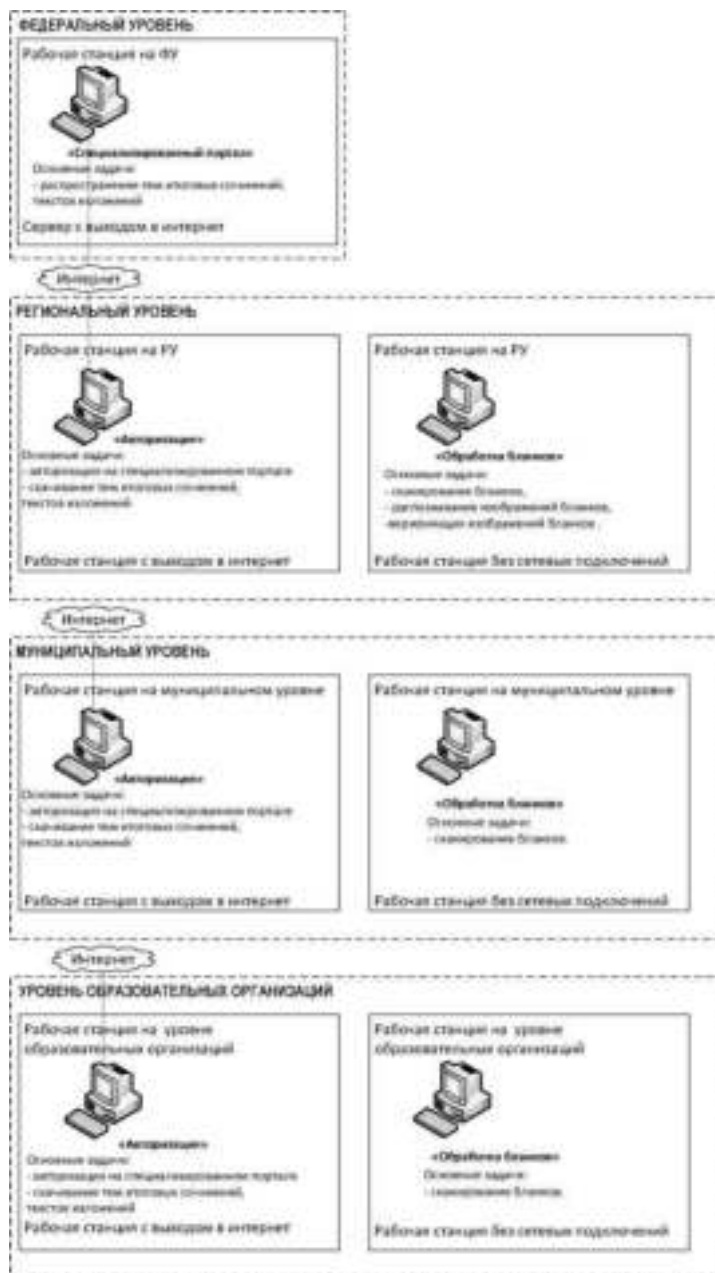 ФЕДЕРАЛЬНЫЙ УРОВЕНЬ
Рабочая станция на ФУ
«Специализированный портал»
Основные задачи:
- распространение тем итоговых сочинений,
текстов изложений
Сервер с выходом в интернет
Интернет
РЕГИОНАЛЬНЫЙ УРОВЕНЬ
Рабочая станция на РУ
«Авторизация»
Основные задачи:
- авторизация на специализированном портале
- скачивание тем итоговых сочинений,
текстов изложений
Рабочая станция с выходом в интернет
Рабочая станция на РУ
«Обработка бланков»
Основные задачи:
- сканирование бланков,
- распознавание изображений бланков,
-верификация изображений бланков.
Рабочая станция без сетевых подключений
Интернет
МУНИЦИПАЛЬНЫЙ УРОВЕНЬ
Рабочая станция на муниципальном уровне
«Авторизация»
Основные задачи:
- авторизация на специализированном портале
- скачивание тем итоговых сочинений,
текстов изложений
Рабочая станция с выходом в интернет
Рабочая станция на муниципальном уровне
«Обработка бланков»
Основные задачи:
- сканирование бланков.
Рабочая станция без сетевых подключений
Интернет
УРОВЕНЬ ОБРАЗОВАТЕЛЬНЫХ ОРГАНИЗАЦИЙ
Рабочая станция на уровне
образовательных организаций
«Авторизация»
Основные задачи:
- авторизация на специализированном портале
- скачивание тем итоговых сочинений,
текстов изложений
Рабочая станция с выходом в интернет
Рабочая станция на уровне
образовательных организаций
«Обработка бланков»
Основные задачи:
- сканирование бланков.
Рабочая станция без сетевых подключений